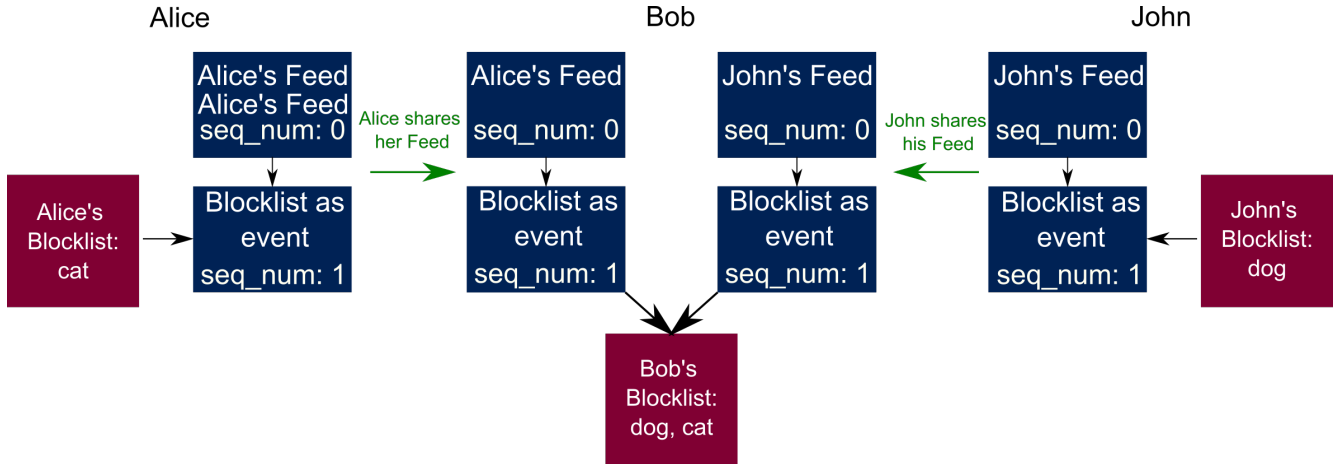 Alice
Bob
John
Alice's Feed
Alice's Feed
seq_num: 0
Alice shares
her Feed
Alice's Feed
seq_num: 0
John's Feed
seq_num: 0
John shares
his Feed
John's Feed
seq_num: 0
Alice's
Blocklist:
cat
Blocklist as
event
seq_num: 1
Blocklist as
event
seq_num: 1
Blocklist as
event
seq_num: 1
Blocklist as
event
seq_num: 1
John's
Blocklist:
dog
Bob's
Blocklist:
dog, cat